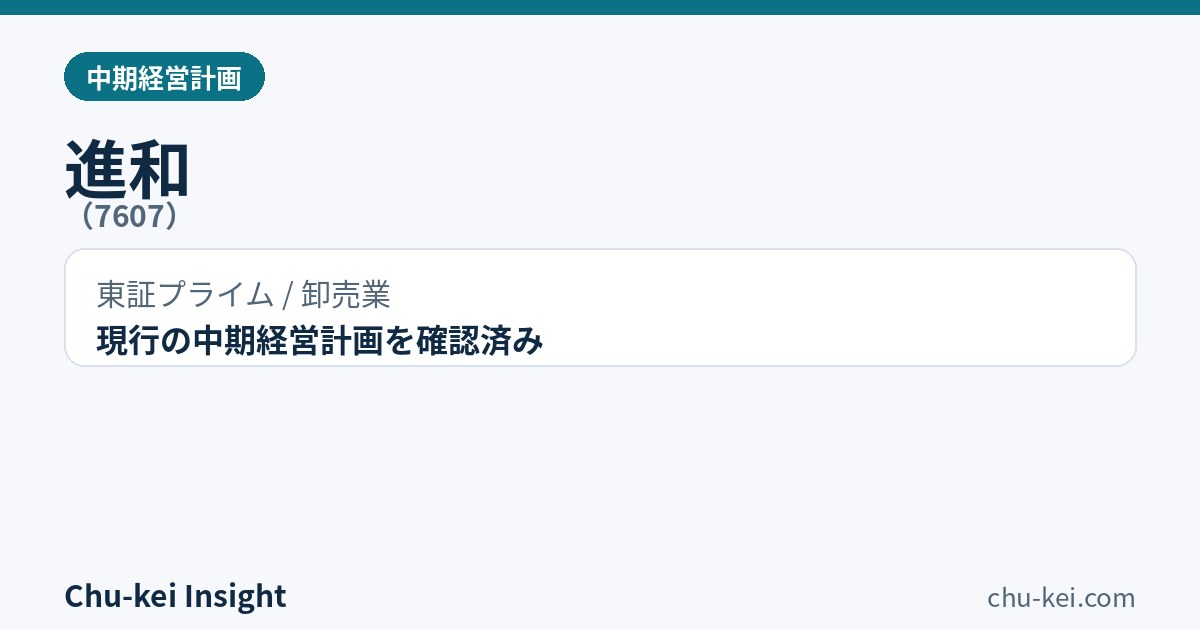 中期経営計画
進和
（7607）
東証プライム / 卸売業
現行の中期経営計画を確認済み
Chu-kei Insight
chu-kei.com